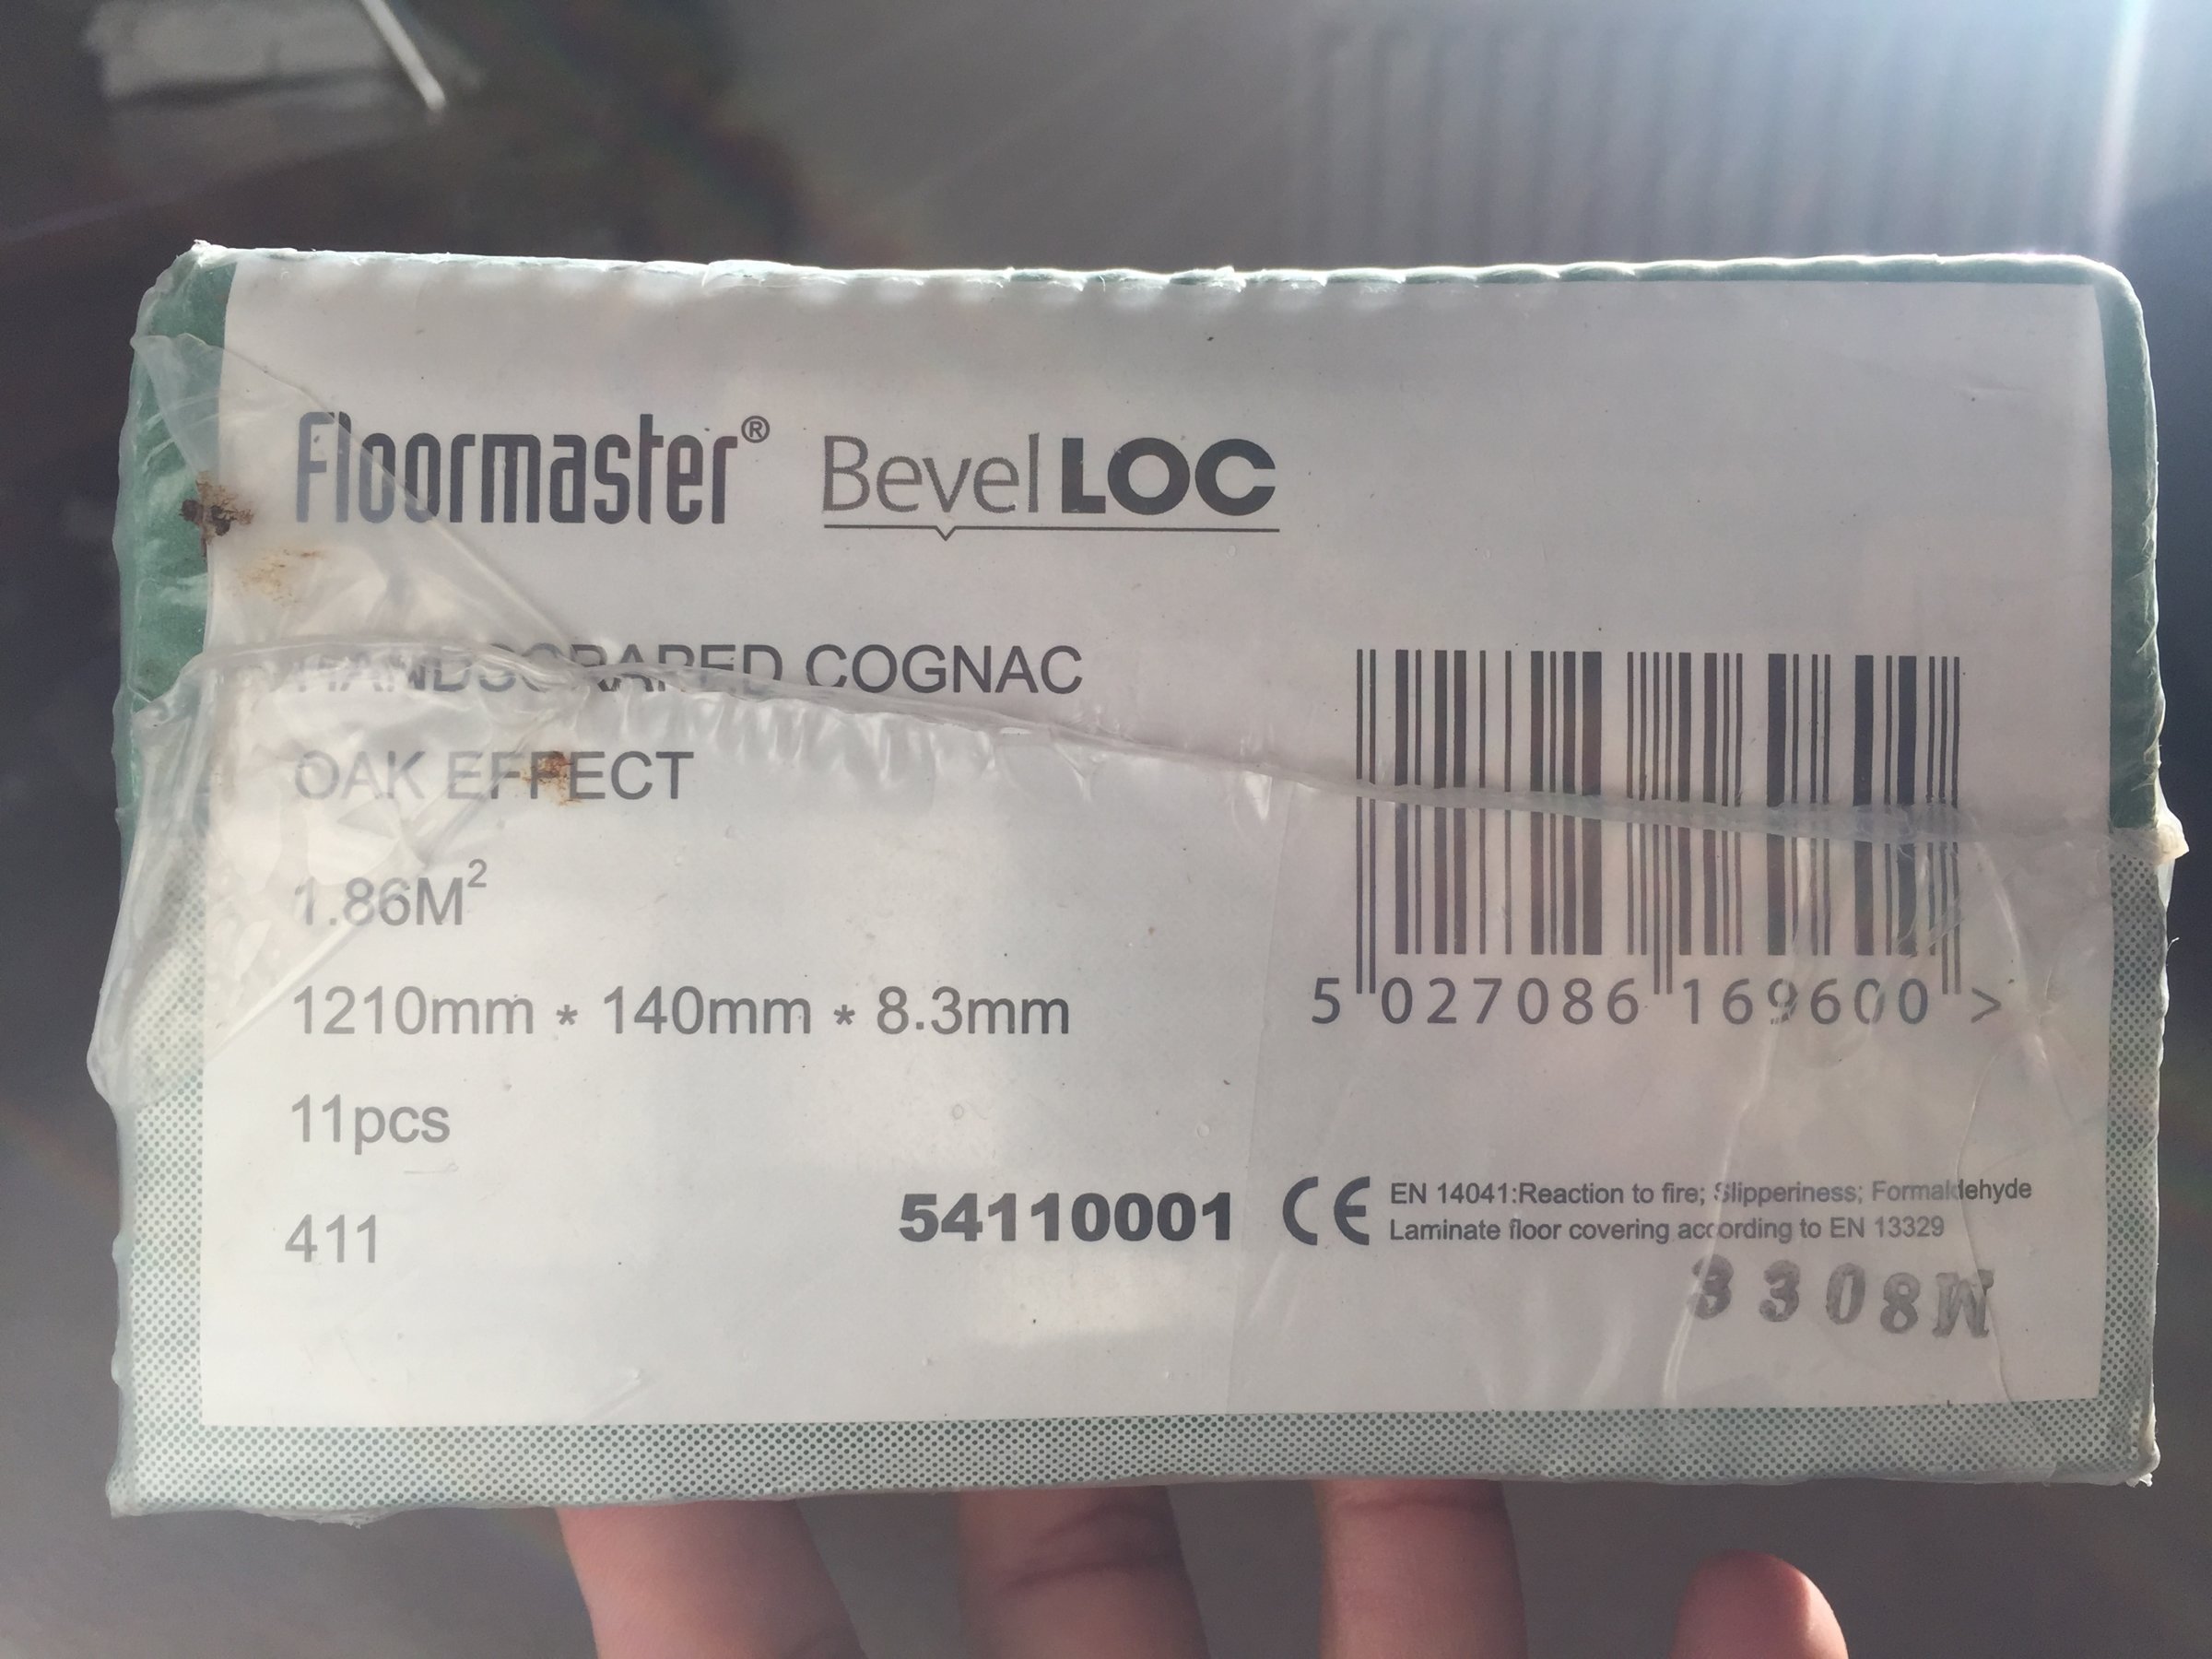 Floormaster® BevelLOC
HANDSCRAPED COGNAC
OAK EFFECT
1.86M²
1210mm * 140mm * 8.3mm
11pcs
411
5 027086 169600 >
54110001
CE EN 14041:Reaction to fire; Slipperiness; Formaldehyde
Laminate floor covering according to EN 13329
3308W